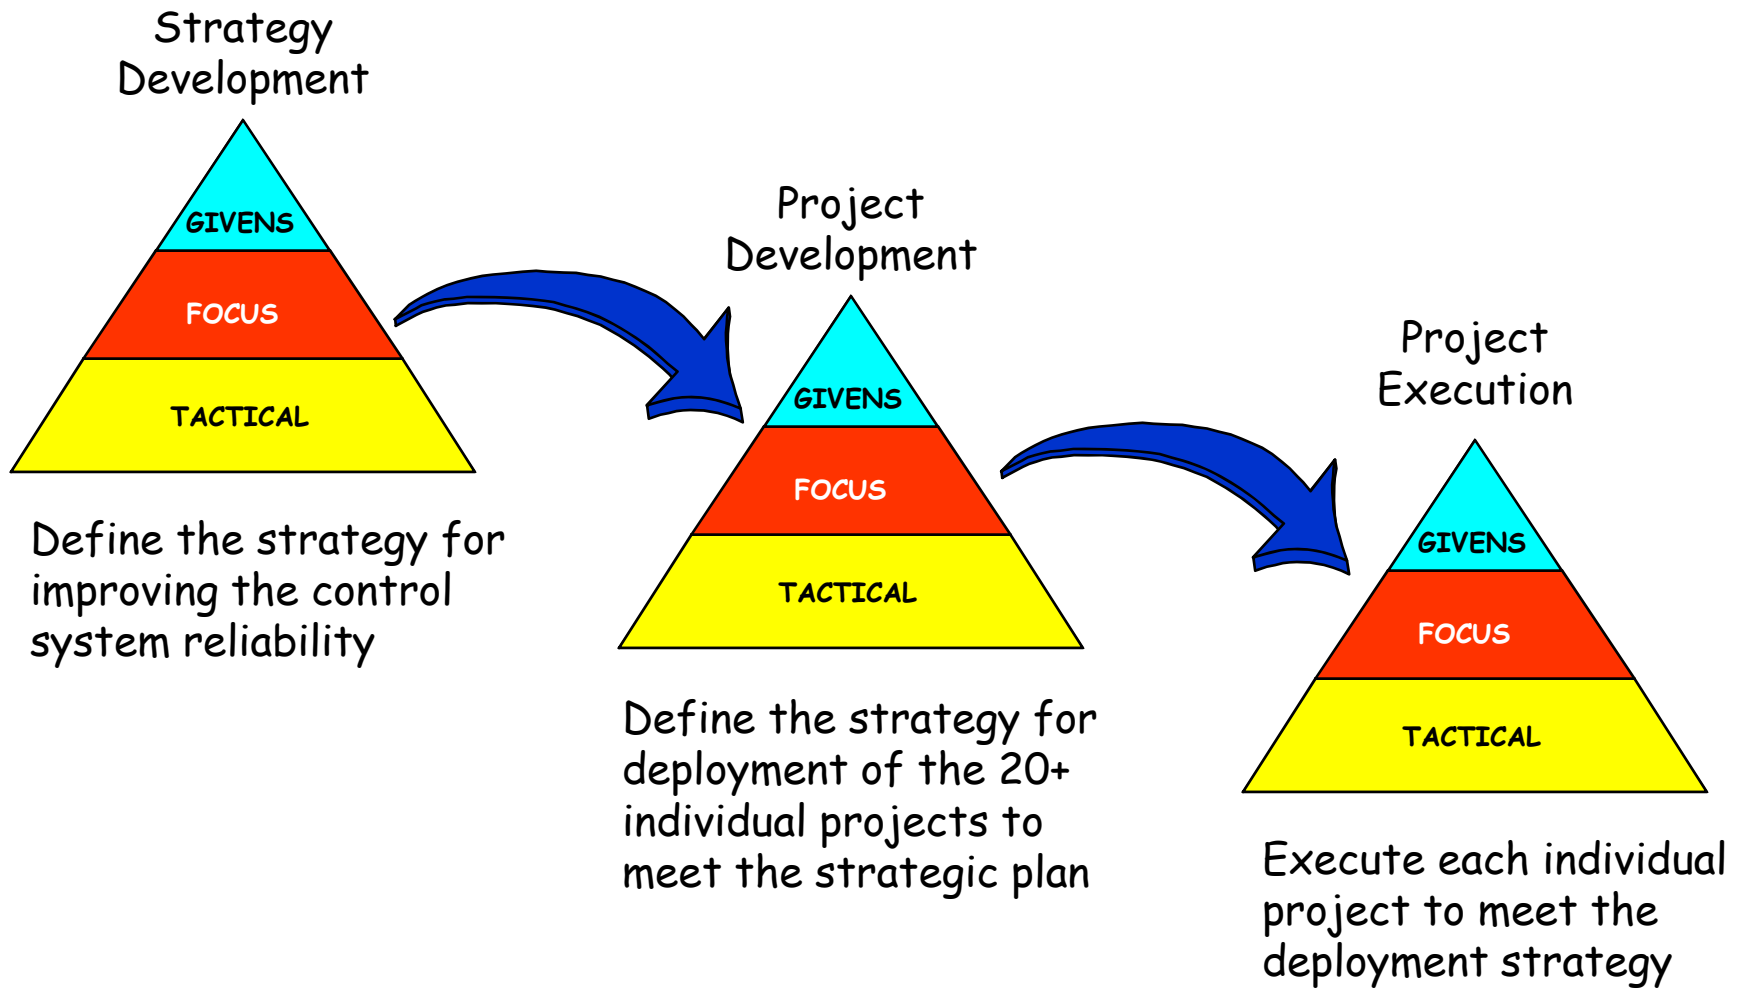 Strategy
Development
GIVENS
FOCUS
TACTICAL
Define the strategy for
improving the control
system reliability
Project
Development
GIVENS
FOCUS
TACTICAL
Define the strategy for
deployment of the 20+
individual projects to
meet the strategic plan
Project
Execution
GIVENS
FOCUS
TACTICAL
Execute each individual
project to meet the
deployment strategy